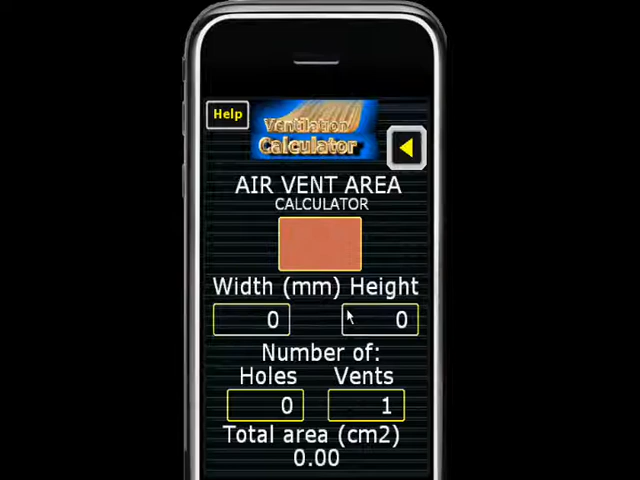 Help
Ventilation
Calculator
AIR VENT AREA
CALCULATOR
Width (mm) Height
0 0
Number of:
Holes Vents
0 1
Total area (cm2)
0.00